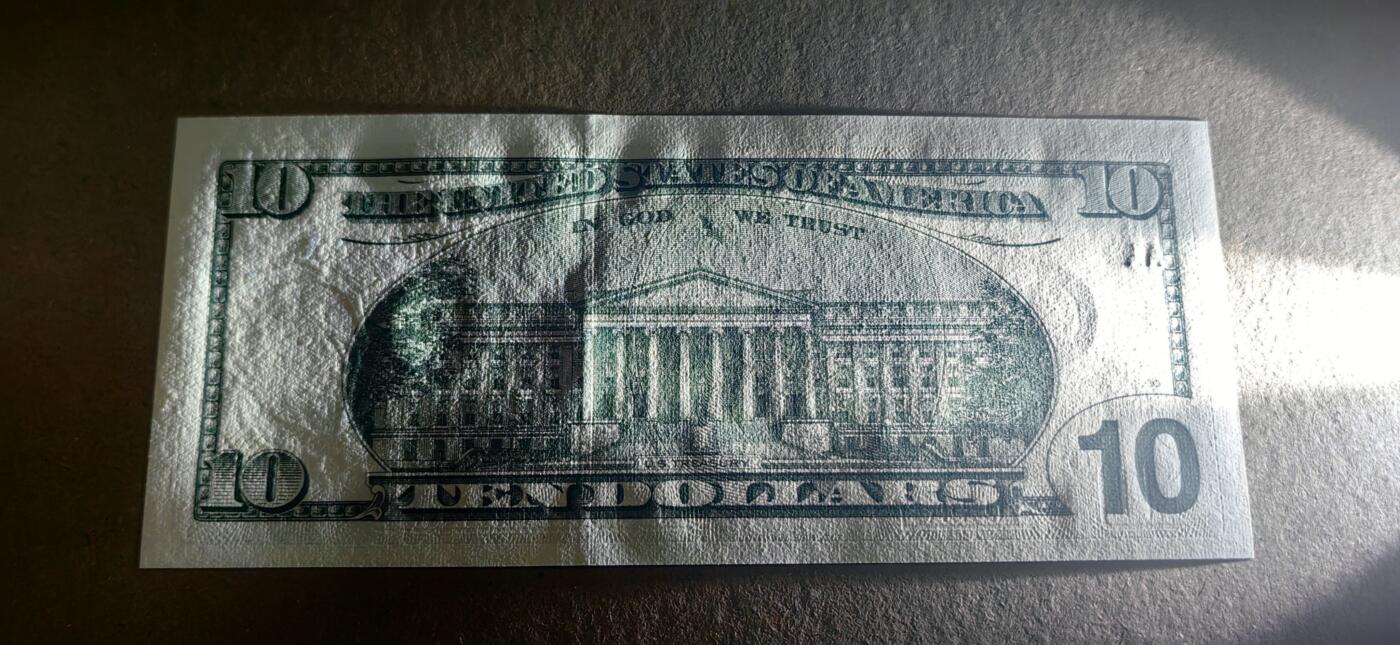 10 THE UNITED STATES OF AMERICA 10
IN GOD WE TRUST
10 TEN DOLLARS 10